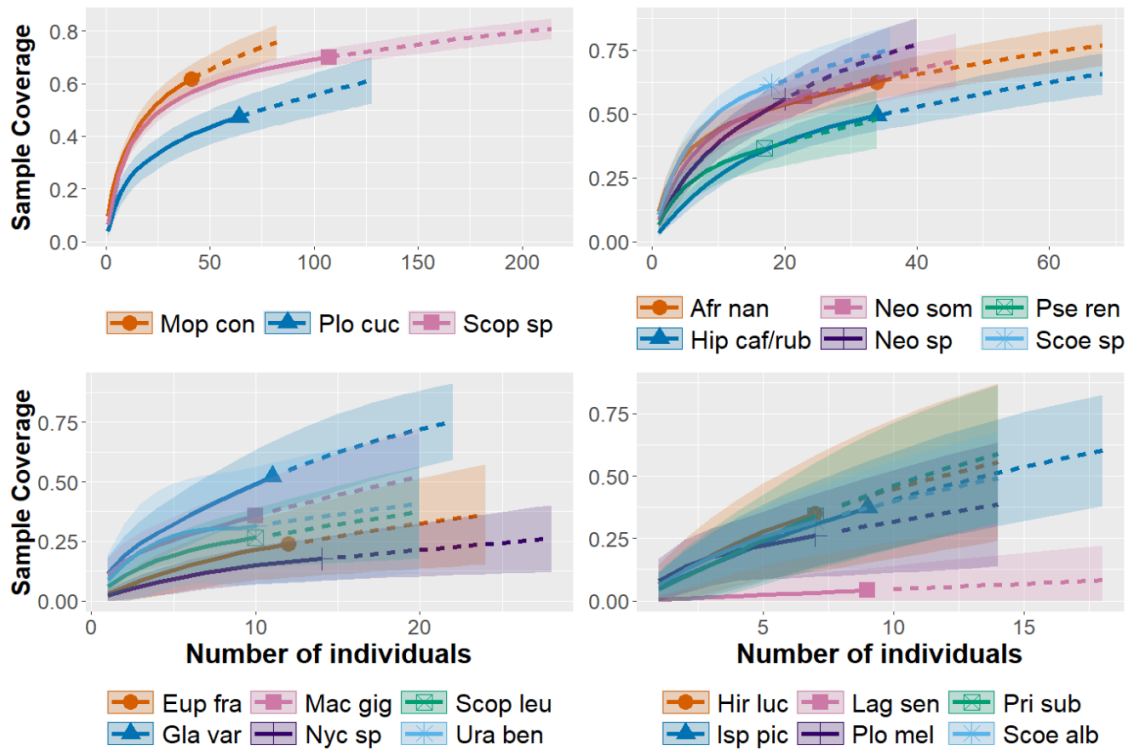 Sample Coverage
0.8
0.6
0.4
0.2
0.0
0 50 100 150 200
Mop con Plo cuc Scop sp
0.75
0.50
0.25
0.00
0 20 40 60
Afr nan Neo som Pse ren
Hip caf/rub Neo sp Scoe sp
Sample Coverage
0.75
0.50
0.25
0.00
0 10 20
Number of individuals
Eup fra Mac gig Scop leu
Gla var Nyc sp Ura ben
0.75
0.50
0.25
0.00
5 10 15
Number of individuals
Hir luc Lag sen Pri sub
Isp pic Plo mel Scoe alb